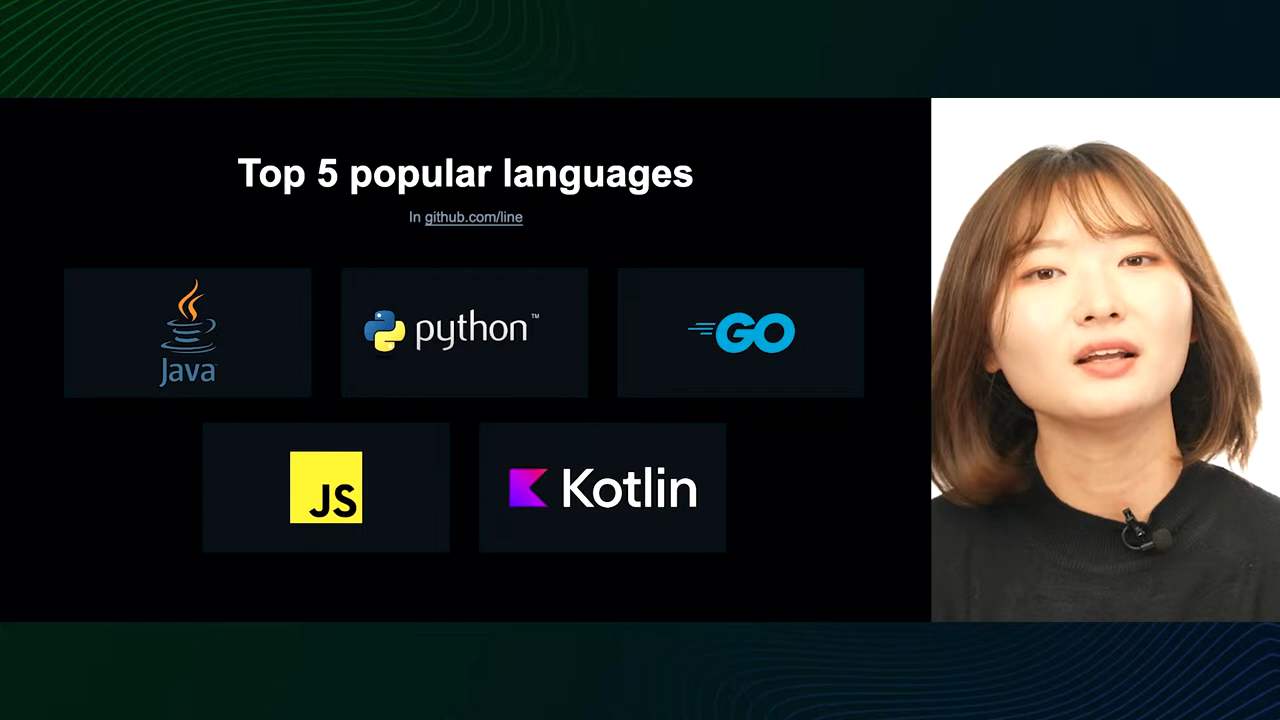 Top 5 popular languages
In github.com/line
Java
python™
GO
JS
Kotlin